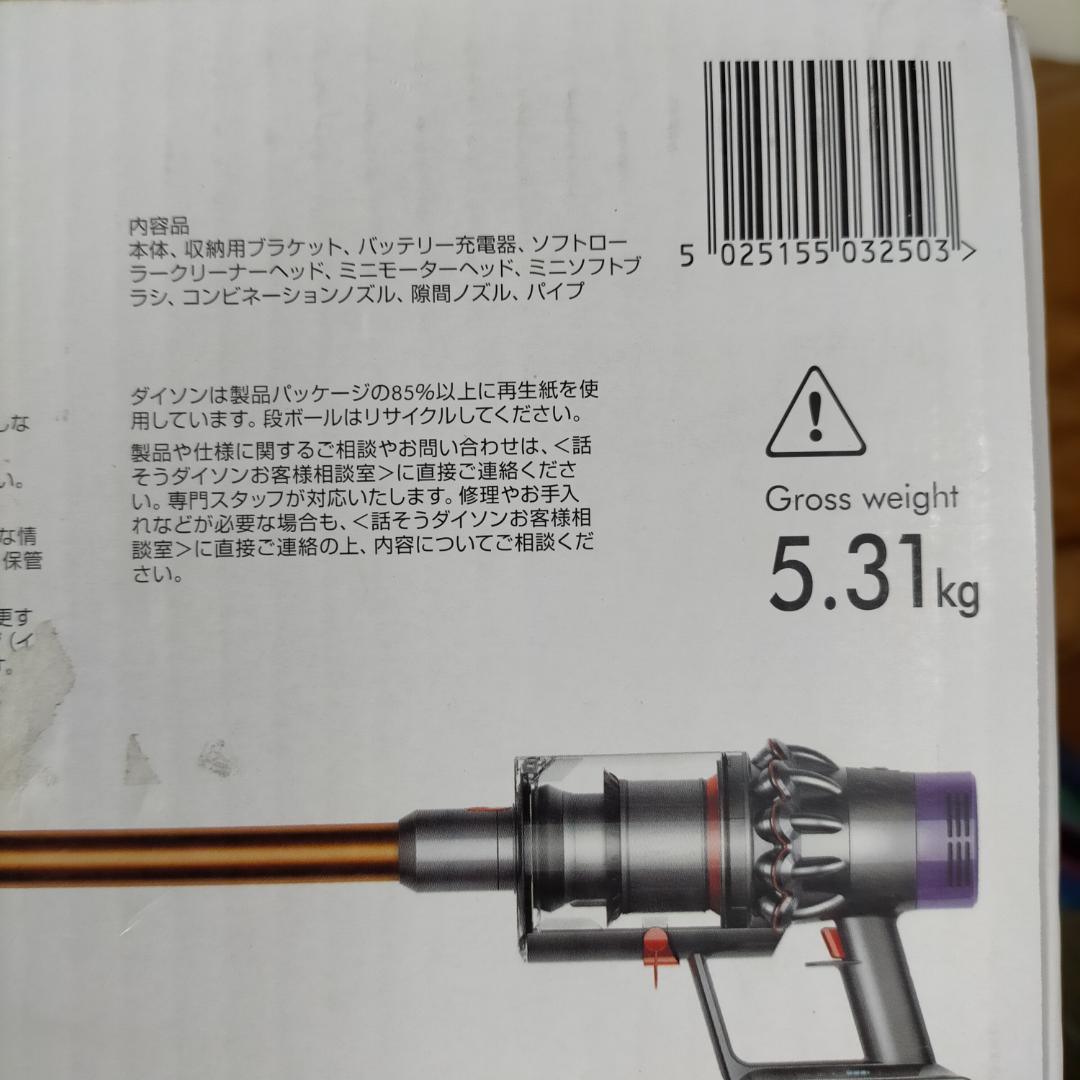 5 025155 032503 >
内容品
本体、収納用ブラケット、バッテリー充電器、ソフトロー
ラークリーナーヘッド、ミニモーターヘッド、ミニソフトブ
ラシ、コンビネーションノズル、隙間ノズル、パイプ
ダイソンは製品パッケージの85%以上に再生紙を使
用しています。段ボールはリサイクルしてください。
製品や仕様に関するご相談やお問い合わせは、<話
そうダイソンお客様相談室>に直接ご連絡くださ
い。専門スタッフが対応いたします。修理やお手入
れなどが必要な場合も、<話そうダイソンお客様相
談室>に直接ご連絡の上、内容についてご相談くだ
さい。
しな
い。
な情
保管
更す
(イ
す。
Gross weight
5.31kg